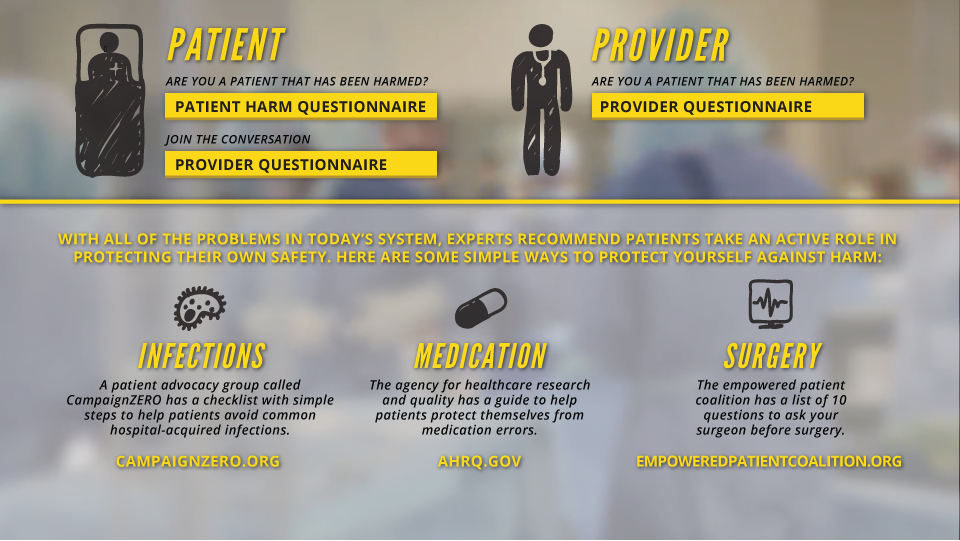 PATIENT
ARE YOU A PATIENT THAT HAS BEEN HARMED?
PATIENT HARM QUESTIONNAIRE
JOIN THE CONVERSATION
PROVIDER QUESTIONNAIRE
PROVIDER
ARE YOU A PATIENT THAT HAS BEEN HARMED?
PROVIDER QUESTIONNAIRE
WITH ALL OF THE PROBLEMS IN TODAY'S SYSTEM, EXPERTS RECOMMEND PATIENTS TAKE AN ACTIVE ROLE IN
PROTECTING THEIR OWN SAFETY. HERE ARE SOME SIMPLE WAYS TO PROTECT YOURSELF AGAINST HARM:
INFECTIONS
A patient advocacy group called
CampaignZERO has a checklist with simple
steps to help patients avoid common
hospital-acquired infections.
CAMPAIGNZERO.ORG
MEDICATION
The agency for healthcare research
and quality has a guide to help
patients protect themselves from
medication errors.
AHRQ.GOV
SURGERY
The empowered patient
coalition has a list of 10
questions to ask your
surgeon before surgery.
EMPOWEREDPATIENTCOALITION.ORG